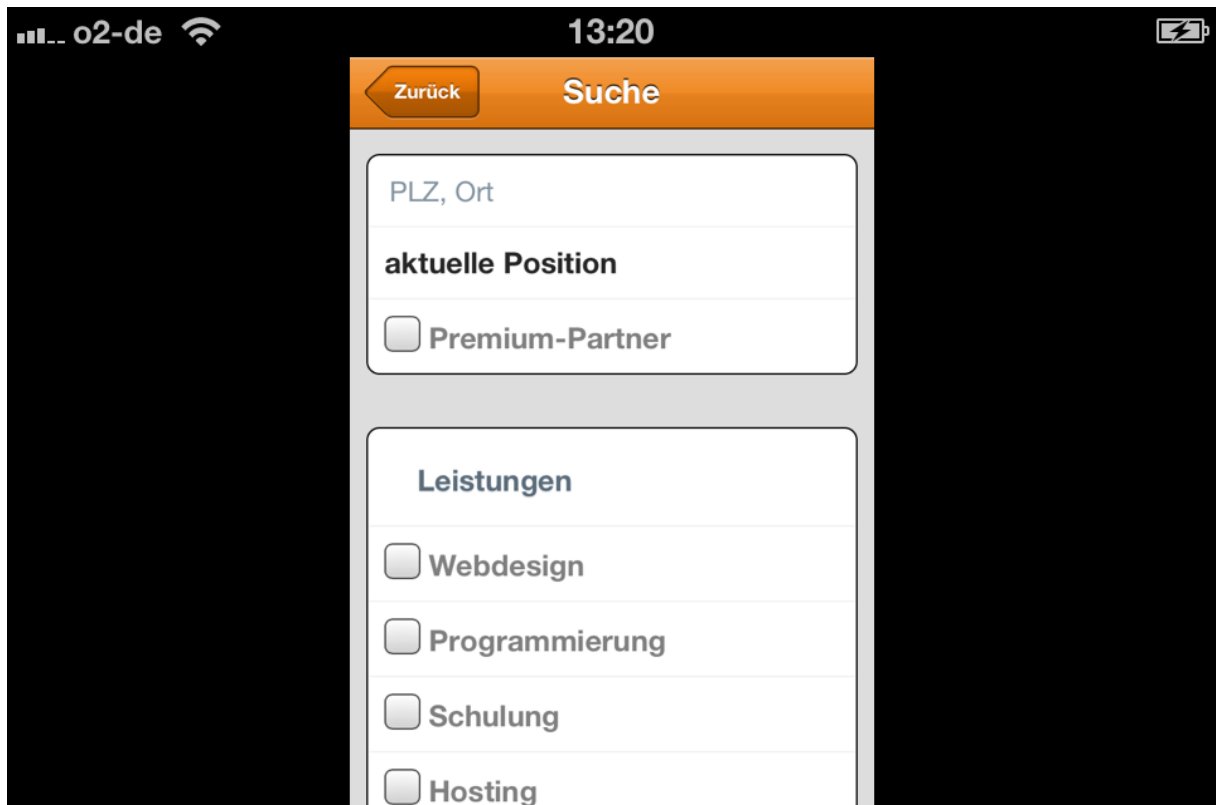 o2-de 13:20
Zurück Suche
PLZ, Ort
aktuelle Position
Premium-Partner
Leistungen
Webdesign
Programmierung
Schulung
Hosting